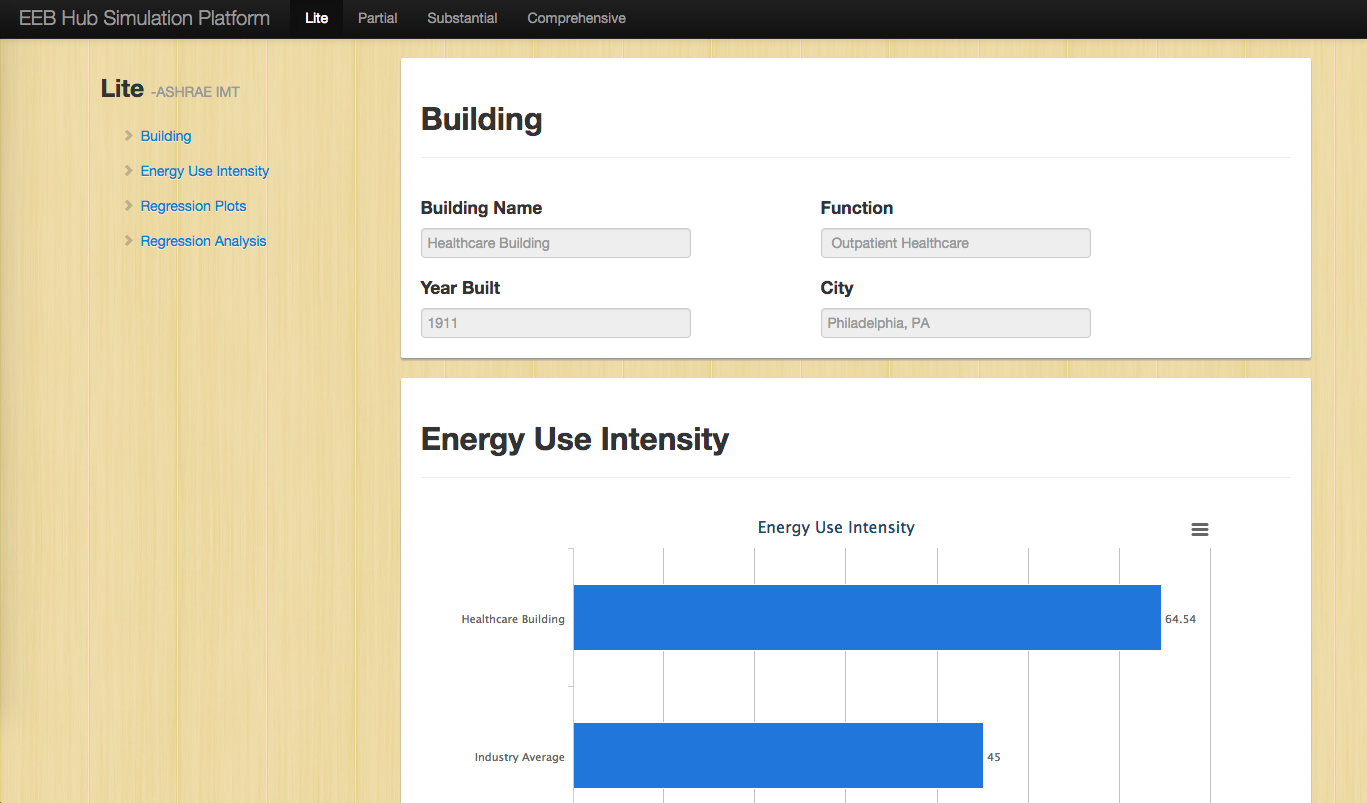 EEB Hub Simulation Platform Lite Partial Substantial Comprehensive
Lite -ASHRAE IMT
Building
Energy Use Intensity
Regression Plots
Regression Analysis
Building
Building Name Function
Healthcare Building Outpatient Healthcare
Year Built City
1911 Philadelphia, PA
Energy Use Intensity
Energy Use Intensity
Healthcare Building 64.54
Industry Average 45